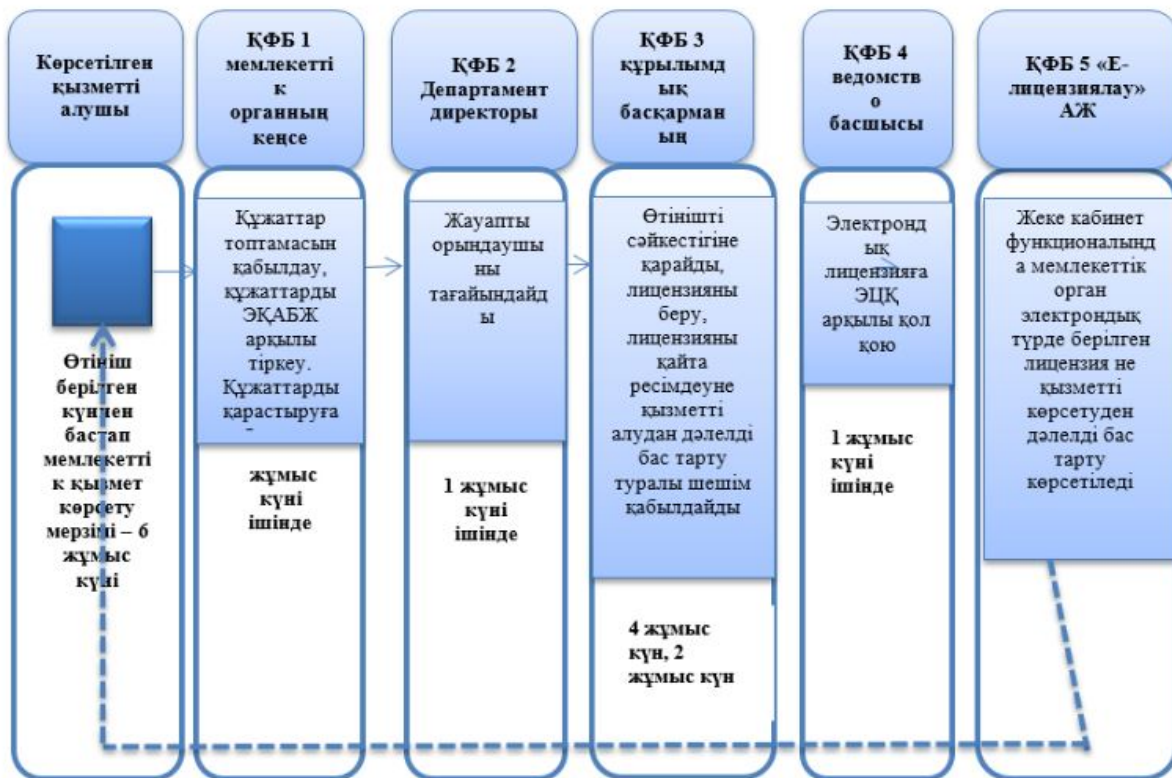 Көрсетілген
қызметті
алушы
ҚФБ 1
мемлекетті
к
органның
кеңсе
ҚФБ 2
Департамент
директоры
ҚФБ 3
құрылымд
ық
басқарманы
ң
ҚФБ 4
ведомств
о
басшысы
ҚФБ 5 «Е-
лицензиялау»
АЖ
Өтініш
берілген
күннен
бастап
мемлекетті
к қызмет
көрсету
мерзімі – 6
жұмыс
күні
Құжаттар
топтамасын
қабылдау,
құжаттарды
ЭҚАБЖ
арқылы
тіркеу.
Құжаттарды
қарастыруға
жұмыс
күні
ішінде
Жауапты
орындаушы
ны
тағайындайд
ы
1 жұмыс
күні
ішінде
Өтінішті
сәйкестігіне
қарайды,
лицензияны
беру,
лицензияны
қайта
ресімдеуне
қызметті
алудан дәлелді
бас тарту
туралы шешім
қабылдайды
4 жұмыс
күн, 2
жұмыс күн
Электронд
ық
лицензияға
ЭЦҚ
арқылы қол
қою
1 жұмыс
күні
ішінде
Жеке кабинет
функционалынд
а мемлекеттік
орган
электрондық
түрде берілген
лицензия не
қызметті
көрсетуден
дәлелді бас
тарту
көрсетіледі